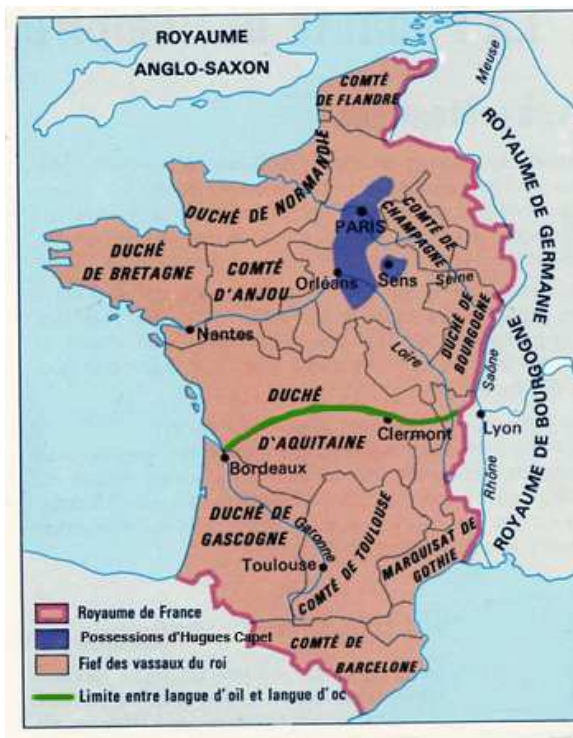 ROYAUME
ANGLO-SAXON
Meuse
COMTÉ
DE FLANDRE
ROYAUME DE GERMANIE
DUCHÉ DE NORMANDIE
PARIS
COMTÉ DE
CHAMPAGNE
DUCHÉ
DE BRETAGNE
COMTÉ
D'ANJOU
Orléans
Sens
Seine
DUCHÉ DE
BOURGOGNE
Nantes
Loire
Saône
ROYAUME DE BOURGOGNE
DUCHÉ
D'AQUITAINE
Clermont
Lyon
Bordeaux
Rhône
DUCHÉ DE
GASCOGNE
Garonne
Toulouse
COMTÉ DE TOULOUSE
MARQUISAT DE
GOTHIE
COMTÉ DE
BARCELONE
Royaume de France
Possessions d'Hugues Capet
Fief des vassaux du roi
Limite entre langue d'oïl et langue d'oc